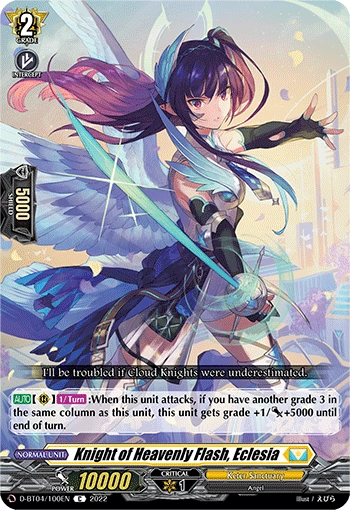 2
GRADE
INTERCEPT
5000
SHIELD
I'll be troubled if Cloud Knights were underestimated.
AUTO【 R 】 1/Turn :When this unit attacks, if you have another grade 3 in
the same column as this unit, this unit gets grade +1/ +5000 until
end of turn.
NORMAL UNIT Knight of Heavenly Flash, Eclesia
POWER 10000 CRITICAL 1 Keter Sanctuary
Angel
D-BT04/100EN C 2022 Illust / えびら